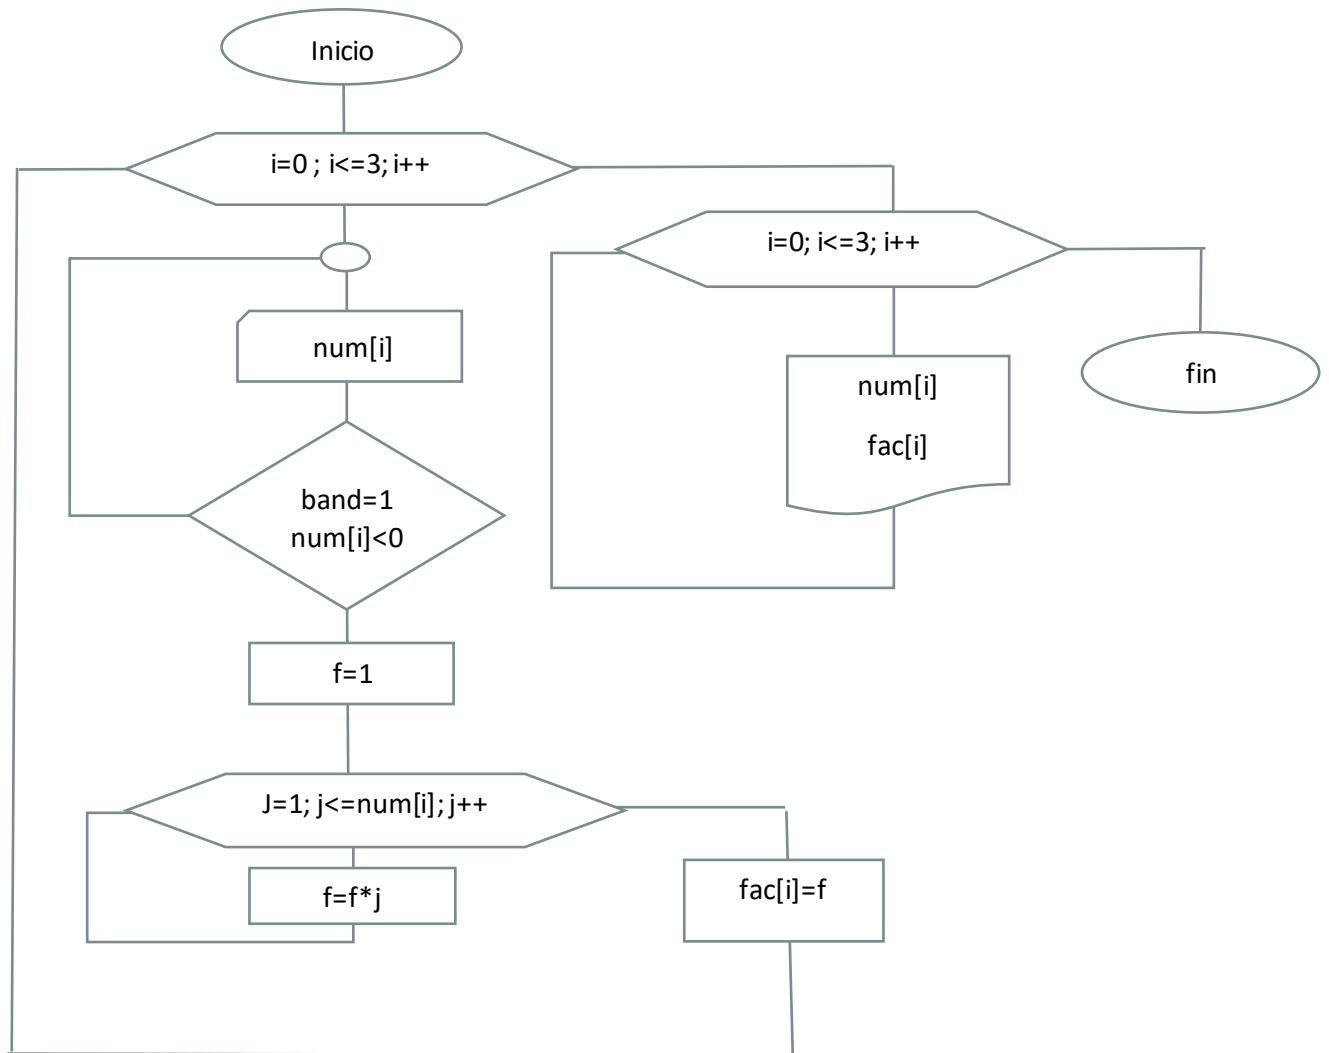 Inicio
i=0 ; i<=3; i++
num[i]
band=1
num[i]<0
f=1
J=1; j<=num[i]; j++
f=f*j
fac[i]=f
i=0; i<=3; i++
num[i]
fac[i]
fin